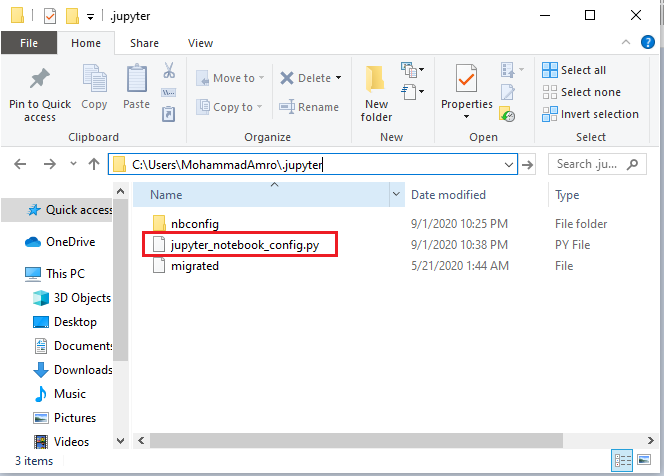 .jupyter
File Home Share View
Pin to Quick access
Copy
Paste
Move to
Copy to
Delete
Rename
New folder
Properties
Select all
Select none
Invert selection
Clipboard Organize New Open Select
C:\Users\MohammadAmro\.jupyter
Search .ju...
Name Date modified Type
nbconfig 9/1/2020 10:25 PM File folder
jupyter_notebook_config.py 9/1/2020 10:38 PM PY File
migrated 5/21/2020 1:44 AM File
Quick access
OneDrive
This PC
3D Objects
Desktop
Documents
Downloads
Music
Pictures
Videos
3 items